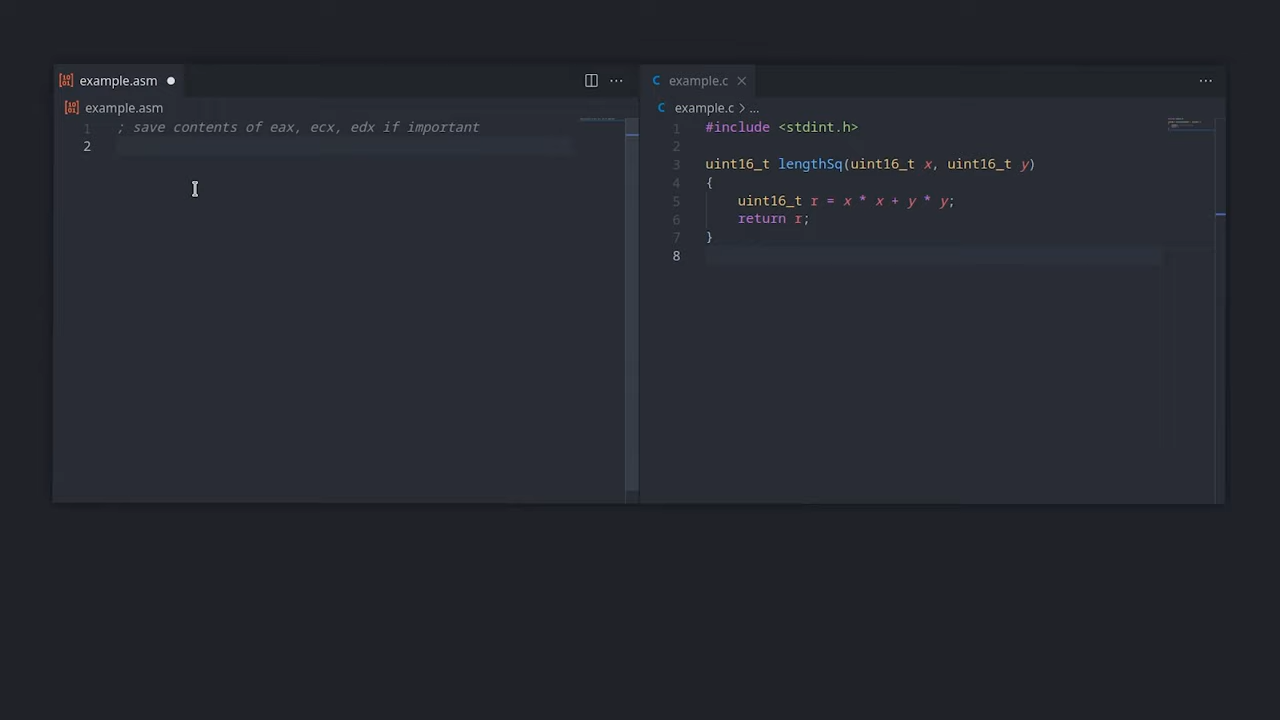 example.asm
example.asm
1 ; save contents of eax, ecx, edx if important
2
example.c
example.c > ...
1 #include <stdint.h>
2
3 uint16_t lengthSq(uint16_t x, uint16_t y)
4 {
5 uint16_t r = x * x + y * y;
6 return r;
7 }
8